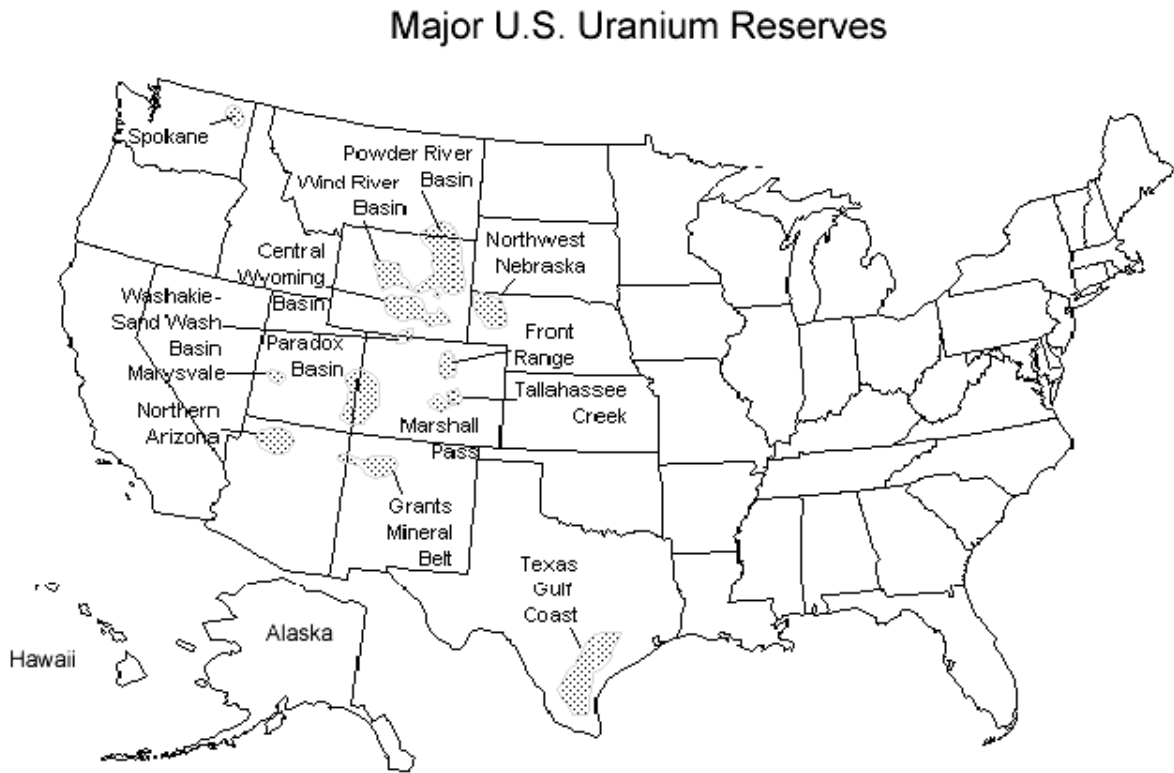 Major U.S. Uranium Reserves
Spokane
Powder River
Basin
Wind River
Basin
Central
Wyoming
Basin
Northwest
Nebraska
Washakie-
Sand Wash
Basin
Paradox
Basin
Front
Range
Marysvale
Tallahassee
Creek
Northern
Arizona
Marshall
Pass
Grants
Mineral
Belt
Texas
Gulf
Coast
Alaska
Hawaii